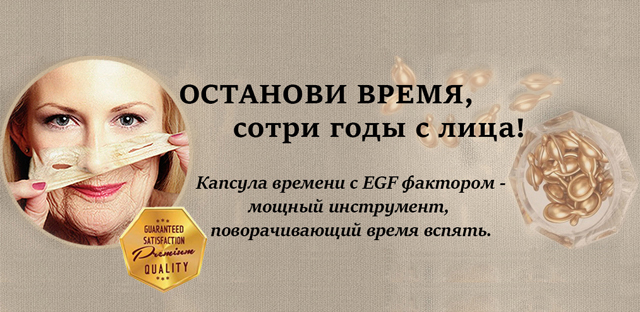 ОСТАНОВИ ВРЕМЯ,
сотри годы с лица!
Капсула времени с EGF фактором -
мощный инструмент,
поворачивающий время вспять.
GUARANTEED
SATISFACTION
Premium
QUALITY